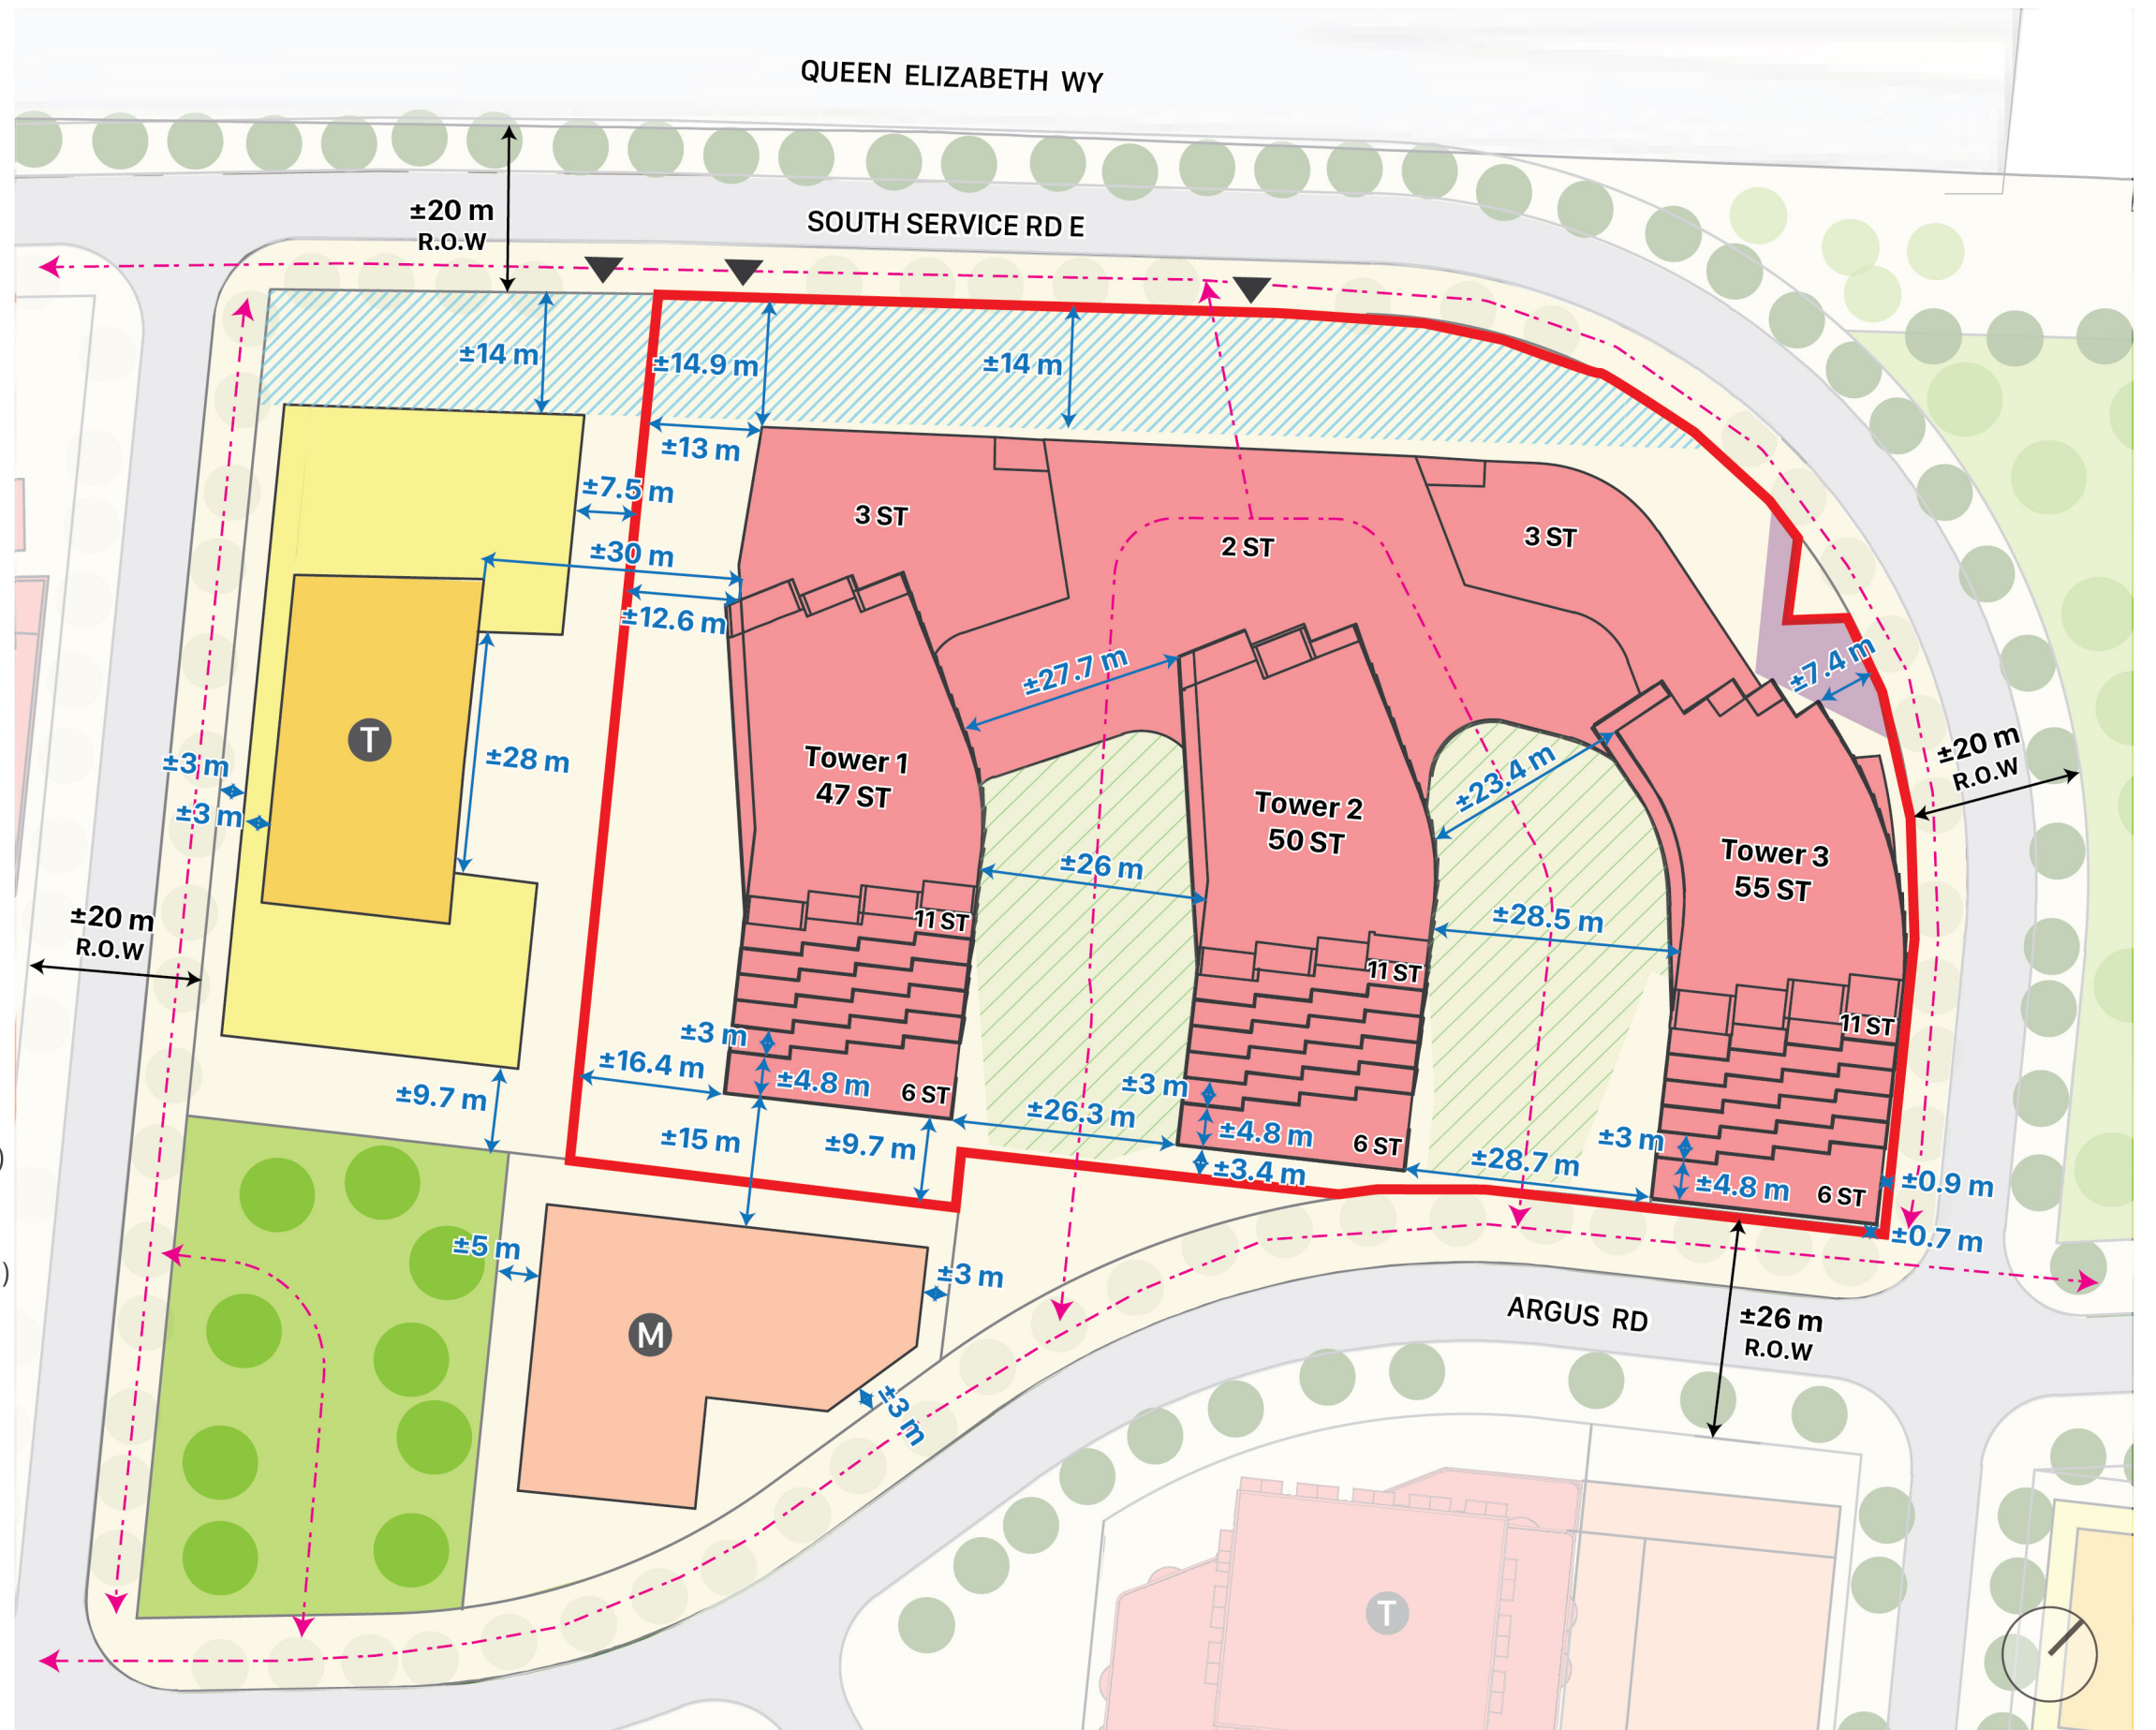 QUEEN ELIZABETH WY
SOUTH SERVICE RD E
±20 m
R.O.W
±14 m
±14.9 m
±14 m
±13 m
±7.5 m
±30 m
±12.6 m
3 ST
2 ST
3 ST
±27.7 m
±7.4 m
±20 m
R.O.W
T
±28 m
±3 m
±3 m
Tower 1
47 ST
Tower 2
50 ST
±23.4 m
Tower 3
55 ST
±26 m
±28.5 m
±20 m
R.O.W
11 ST
11 ST
11 ST
±3 m
±16.4 m
±4.8 m
6 ST
±9.7 m
±15 m
±9.7 m
±26.3 m
±3 m
±4.8 m
6 ST
±3.4 m
±28.7 m
±3 m
±4.8 m
6 ST
±0.9 m
±0.7 m
±5 m
±3 m
M
±3 m
ARGUS RD
±26 m
R.O.W
T
)
)